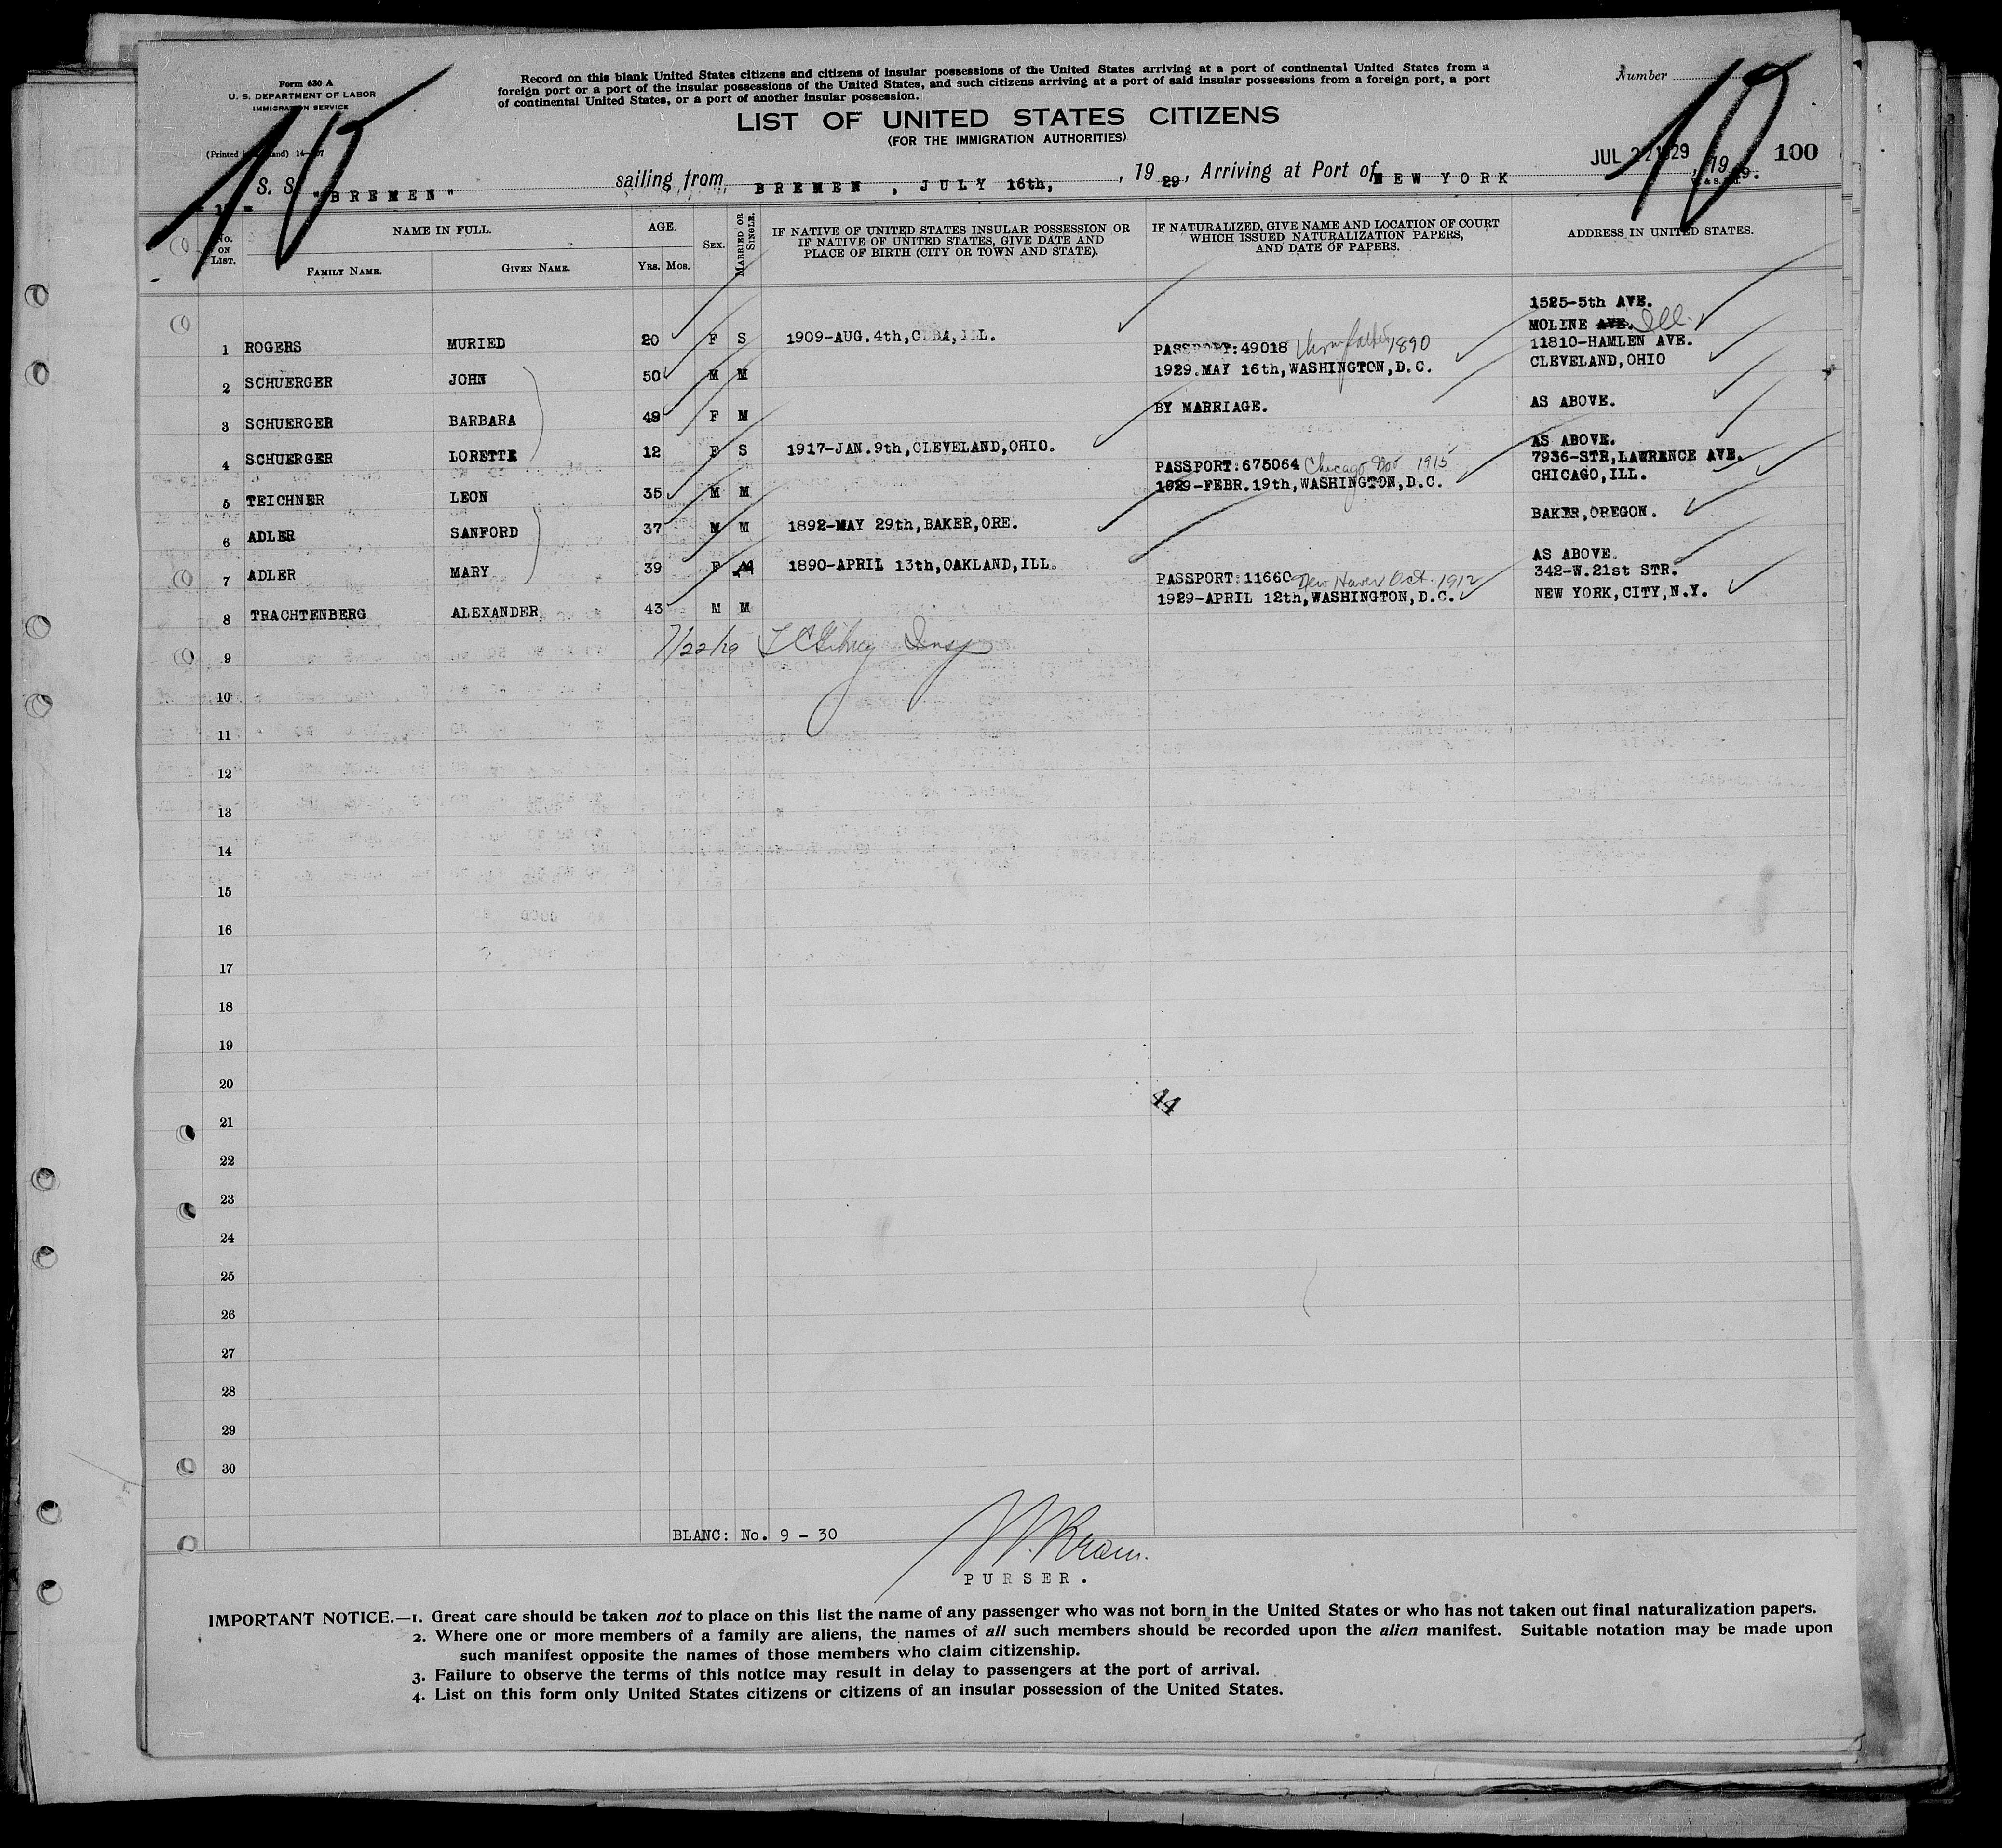 Form 630 A
U. S. DEPARTMENT OF LABOR
IMMIGRATION SERVICE
Record on this blank United States citizens and citizens of insular possessions of the United States arriving at a port of continental United States from a
foreign port or a port of the insular possessions of the United States, and such citizens arriving at a port of said insular possessions from a foreign port, a port
of continental United States, or a port of another insular possession.
Number
LIST OF UNITED STATES CITIZENS
(FOR THE IMMIGRATION AUTHORITIES)
10 10
JUL 22 1929 100
S. S. "BREMEN" sailing from BREMEN, JULY 16th, , 19 29, Arriving at Port of NEW YORK , 19 29.
No. ON LIST. NAME IN FULL. AGE. SEX. MARRIED OR SINGLE. IF NATIVE OF UNITED STATES INSULAR POSSESSION OR IF NATIVE OF UNITED STATES, GIVE DATE AND PLACE OF BIRTH (CITY OR TOWN AND STATE). IF NATURALIZED, GIVE NAME AND LOCATION OF COURT WHICH ISSUED NATURALIZATION PAPERS, AND DATE OF PAPERS. ADDRESS IN UNITED STATES.
FAMILY NAME. GIVEN NAME. YRS. MOS.
1525-5th AVE.
MOLINE AVE. Ill.
1 ROGERS MURIED 20 F S 1909-AUG.4th,CUBA,ILL.
PASSPORT:49018 1890 11810-HAMLEN AVE.
2 SCHUERGER JOHN 50 M M 1929.MAY 16th,WASHINGTON,D.C. CLEVELAND,OHIO
3 SCHUERGER BARBARA 49 F M BY MARRIAGE. AS ABOVE.
4 SCHUERGER LORETTE 12 F S 1917-JAN.9th,CLEVELAND,OHIO. AS ABOVE.
PASSPORT:675064 Chicago Nov 1915 7936-STR,LAWRENCE AVE.
5 TEICHNER LEON 35 M M 1929-FEBR.19th,WASHINGTON,D.C. CHICAGO,ILL.
6 ADLER SANFORD 37 M M 1892-MAY 29th,BAKER,ORE. BAKER,OREGON.
7 ADLER MARY 39 F M 1890-APRIL 13th,OAKLAND,ILL. AS ABOVE.
PASSPORT:11660 New Haven Oct. 1912 342-W.21st STR.
8 TRACHTENBERG ALEXANDER 43 M M 1929-APRIL 12th,WASHINGTON,D.C. NEW YORK,CITY,N.Y.
7/22/29 Insp
9
10
11
12
13
14
15
16
17
18
19
20
44
21
22
23
24
25
26
27
28
29
30
BLANC: No. 9 - 30
PURSER.
IMPORTANT NOTICE.—1. Great care should be taken not to place on this list the name of any passenger who was not born in the United States or who has not taken out final naturalization papers.
2. Where one or more members of a family are aliens, the names of all such members should be recorded upon the alien manifest. Suitable notation may be made upon
such manifest opposite the names of those members who claim citizenship.
3. Failure to observe the terms of this notice may result in delay to passengers at the port of arrival.
4. List on this form only United States citizens or citizens of an insular possession of the United States.